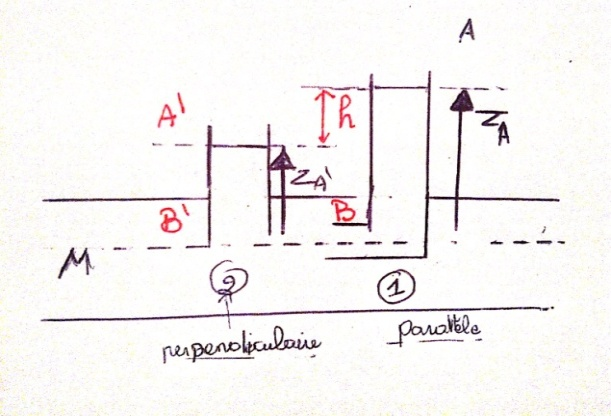 A
A'
h
Z_A
Z_A'
B'
B
M
2
1
perpendiculaire
parallèle